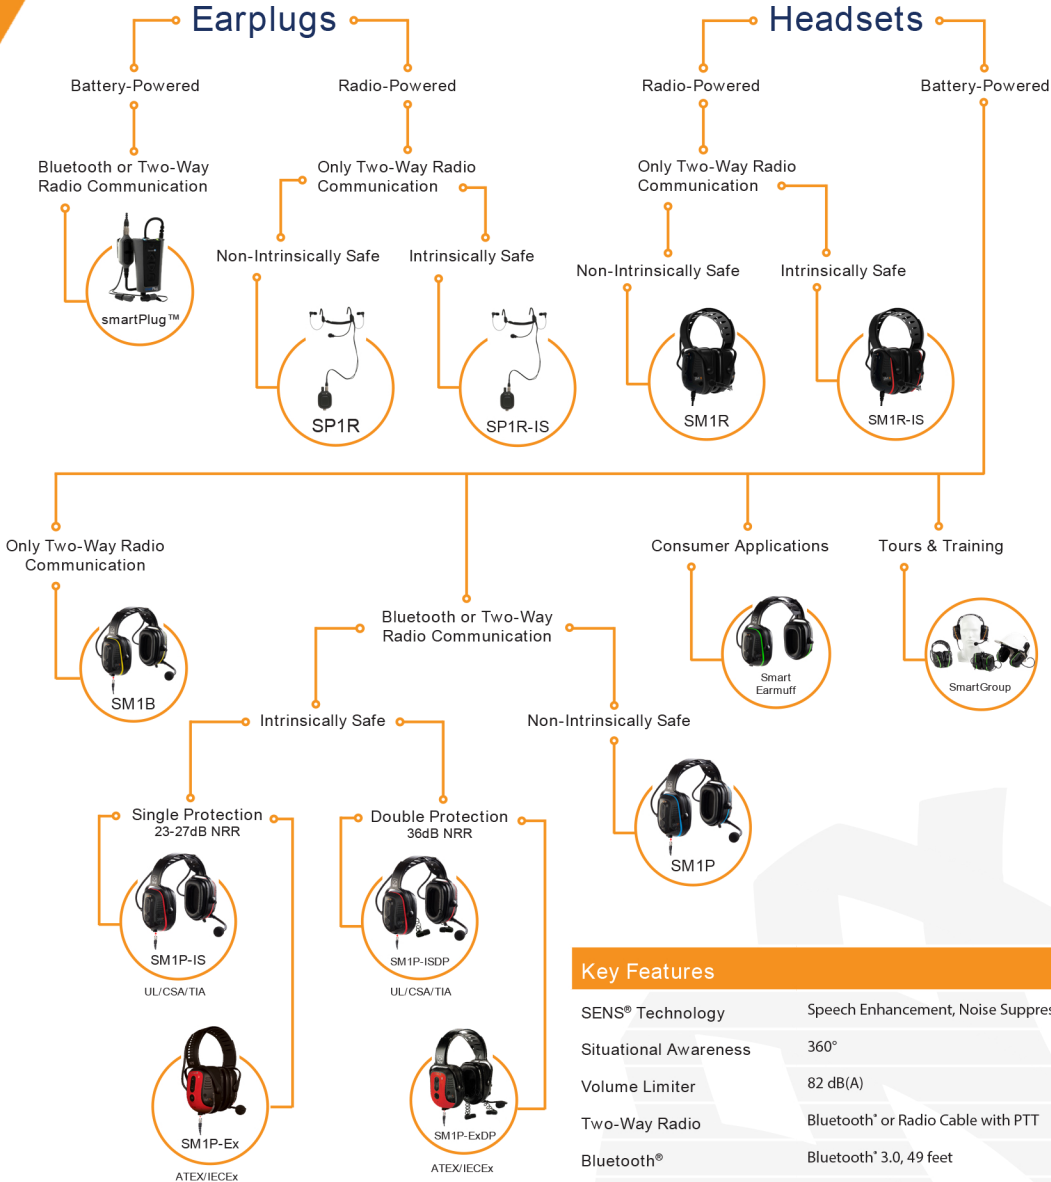 Earplugs
Headsets
Battery-Powered
Radio-Powered
Radio-Powered
Battery-Powered
Bluetooth or Two-Way
Radio Communication
Only Two-Way Radio
Communication
Only Two-Way Radio
Communication
Non-Intrinsically Safe
Intrinsically Safe
Non-Intrinsically Safe
Intrinsically Safe
smartPlug™
SP1R
SP1R-IS
SM1R
SM1R-IS
Only Two-Way Radio
Communication
Consumer Applications
Tours & Training
Bluetooth or Two-Way
Radio Communication
SM1B
Smart
Earmuff
SmartGroup
Intrinsically Safe
Non-Intrinsically Safe
Single Protection
23-27dB NRR
Double Protection
36dB NRR
SM1P
SM1P-IS
UL/CSA/TIA
SM1P-ISDP
UL/CSA/TIA
SM1P-Ex
ATEX/IECEx
SM1P-ExDP
ATEX/IECEx
Key Features
SENS® Technology Speech Enhancement, Noise Suppres
Situational Awareness 360°
Volume Limiter 82 dB(A)
Two-Way Radio Bluetooth® or Radio Cable with PTT
Bluetooth® Bluetooth® 3.0, 49 feet